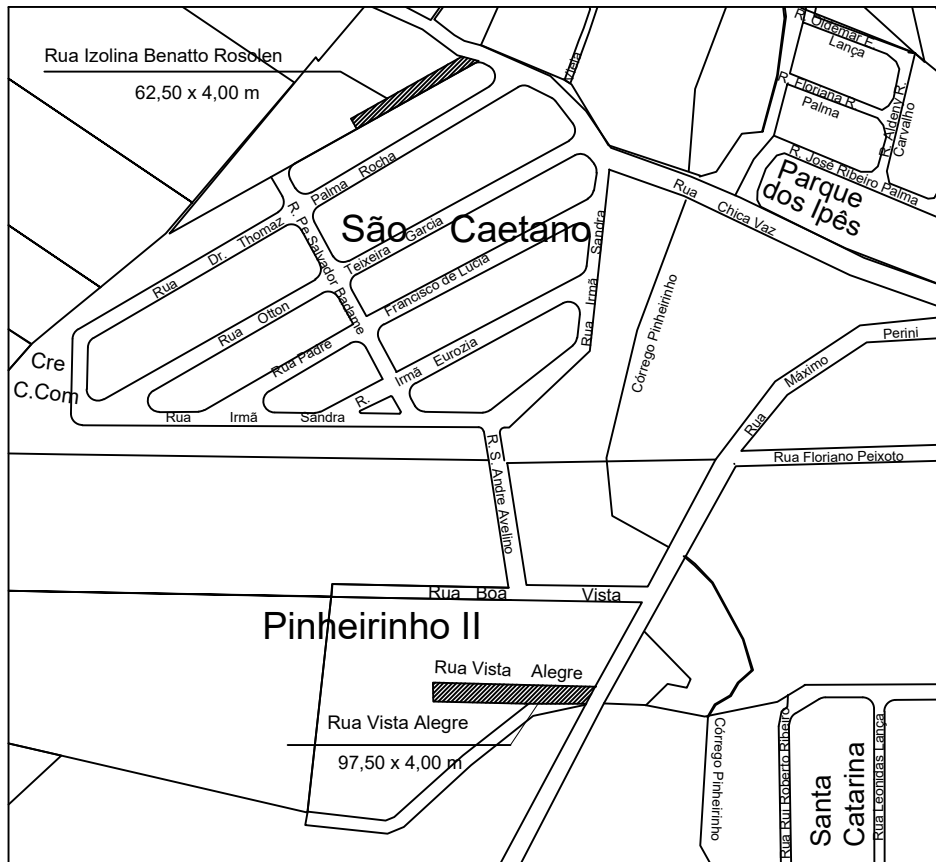 Rua Izolina Benatto Rosolen
62,50 x 4,00 m
R. Oldemar F.
Lança
R. Floriana R
Palma
R. Aldeny R.
Carvalho
R. José Ribeiro Palma
Parque
dos Ipês
Rua Chica Vaz
Rua Dr. Thomaz Palma Rocha
R. Pe Salvador Badame
São Caetano
Rua Otton Teixeira Garcia
Rua Padre Francisco de Lucia
R. Irmã Eurozia
Rua Irmã Sandra
Rua Irmã Sandra
Cre
C.Com
Córrego Pinheirinho
Rua Máximo Perini
Rua Floriano Peixoto
R. S. Andre Avelino
Rua Boa Vista
Pinheirinho II
Rua Vista Alegre
Rua Vista Alegre
97,50 x 4,00 m
Córrego Pinheirinho
Rua Rui Roberto Ribeiro
Santa
Catarina
Rua Leonidas Lança